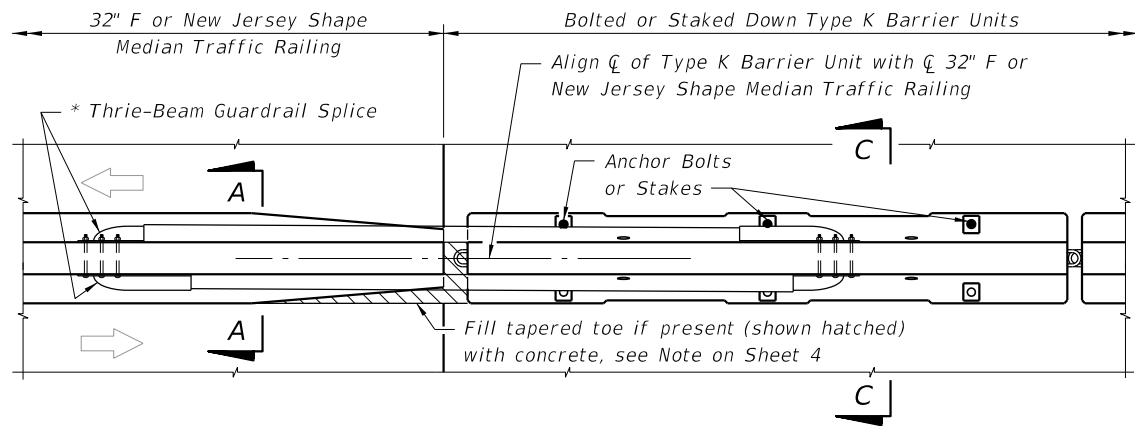 32" F or New Jersey Shape
Median Traffic Railing
Bolted or Staked Down Type K Barrier Units
Align ℄ of Type K Barrier Unit with ℄ 32" F or
New Jersey Shape Median Traffic Railing
* Thrie-Beam Guardrail Splice
C
Anchor Bolts
or Stakes
A
A
Fill tapered toe if present (shown hatched)
with concrete, see Note on Sheet 4
C